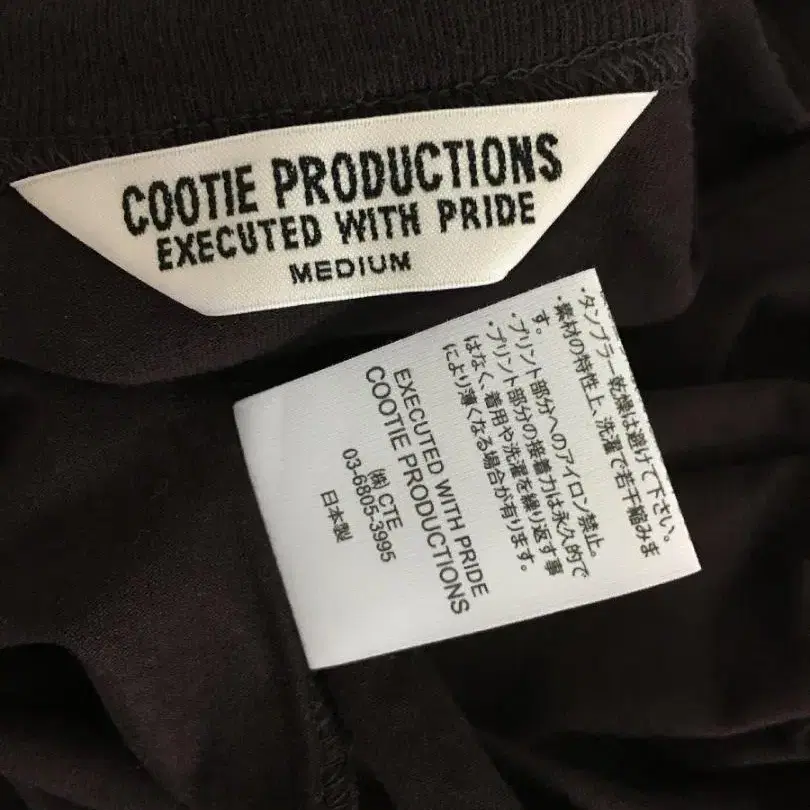 COOTIE PRODUCTIONS
EXECUTED WITH PRIDE
MEDIUM
・タンブラー乾燥は避けて下さい。
・素材の特性上、洗濯で若干縮みま
す。
・プリント部分へのアイロン禁止。
・プリント部分の接着力は永久的で
はなく、着用や洗濯を繰り返す事
により薄くなる場合が有ります。
EXECUTED WITH PRIDE
COOTIE PRODUCTIONS
(株) CTE
03-6805-3995
日本製